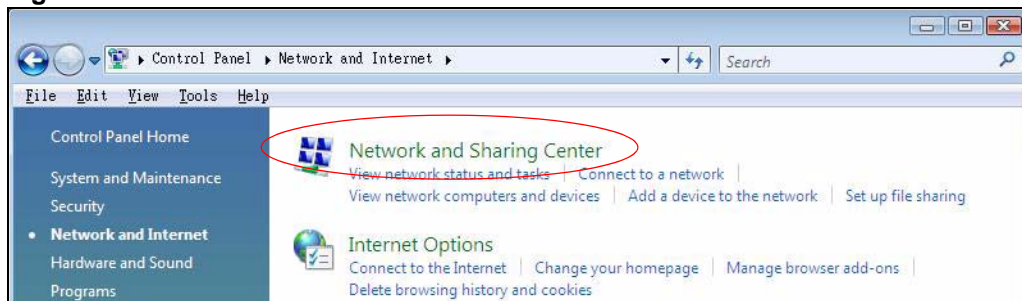 Control Panel Network and Internet Search
File Edit View Tools Help
Control Panel Home
System and Maintenance
Security
Network and Internet
Hardware and Sound
Programs
Network and Sharing Center
View network status and tasks Connect to a network
View network computers and devices Add a device to the network Set up file sharing
Internet Options
Connect to the Internet Change your homepage Manage browser add-ons
Delete browsing history and cookies